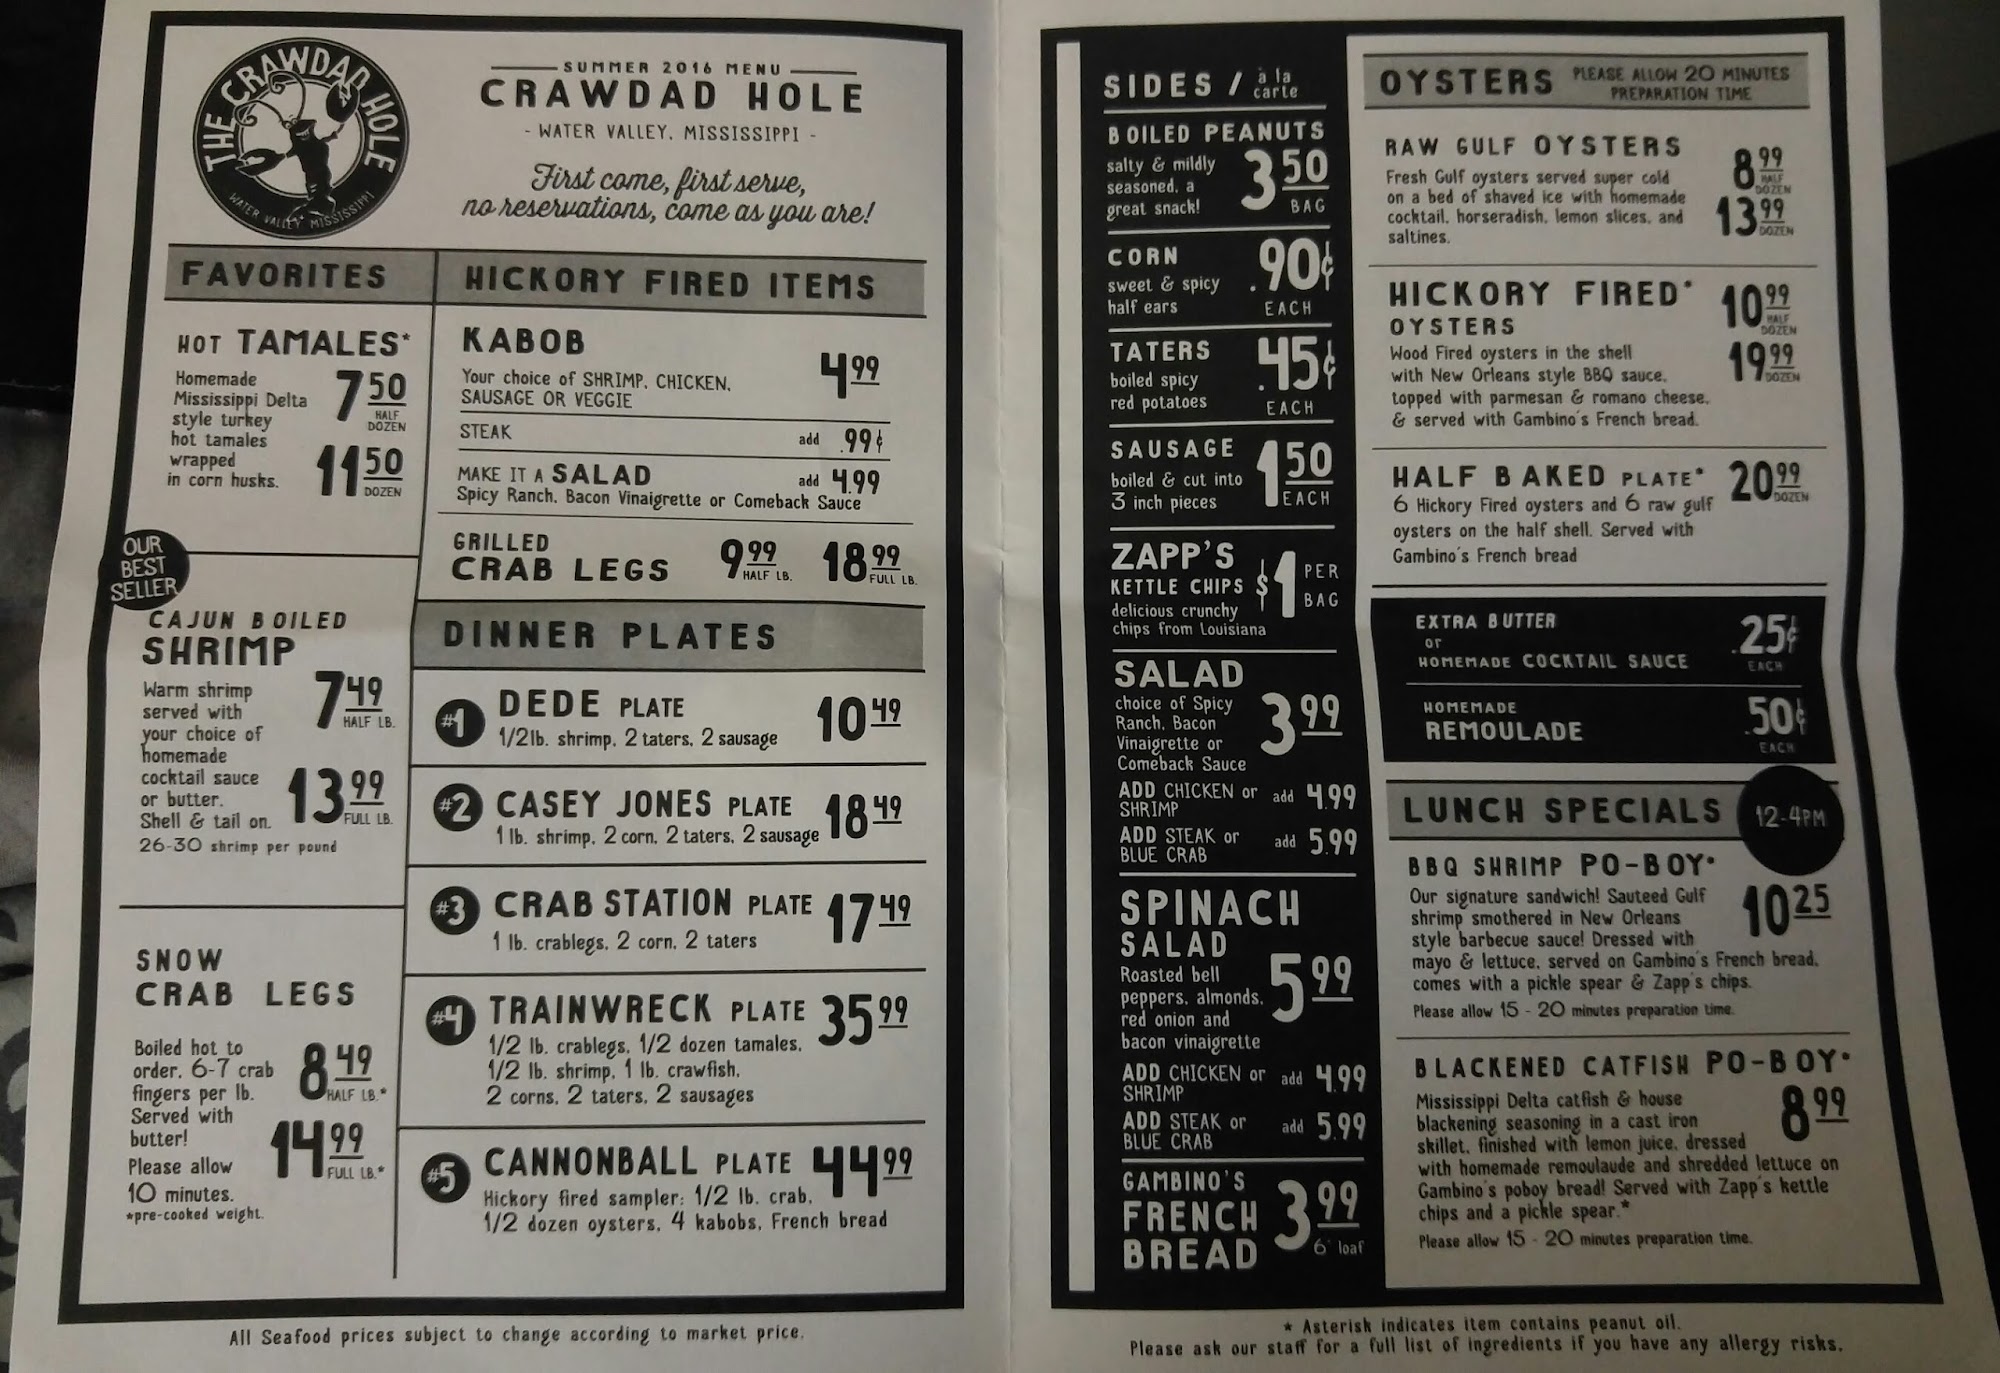 THE CRAWDAD HOLE
WATER VALLEY, MISSISSIPPI
SUMMER 2016 MENU
CRAWDAD HOLE
- WATER VALLEY, MISSISSIPPI -
First come, first serve,
no reservations, come as you are!
FAVORITES
HOT TAMALES*
Homemade
Mississippi Delta
style turkey
hot tamales
wrapped
in corn husks.
7 50
HALF
DOZEN
11 50
DOZEN
OUR
BEST
SELLER
CAJUN BOILED
SHRIMP
Warm shrimp
served with
your choice of
homemade
cocktail sauce
or butter.
Shell & tail on.
26-30 shrimp per pound
7 49
HALF LB.
13 99
FULL LB.
SNOW
CRAB LEGS
Boiled hot to
order, 6-7 crab
fingers per lb.
Served with
butter!
Please allow
10 minutes.
*pre-cooked weight.
8 49
HALF LB.*
14 99
FULL LB.*
HICKORY FIRED ITEMS
KABOB
Your choice of SHRIMP, CHICKEN,
SAUSAGE OR VEGGIE
4 99
STEAK add .99¢
MAKE IT A SALAD add 4.99
Spicy Ranch, Bacon Vinaigrette or Comeback Sauce
GRILLED
CRAB LEGS
9 99
HALF LB.
18 99
FULL LB.
DINNER PLATES
#1 DEDE PLATE 10 49
1/2lb. shrimp, 2 taters, 2 sausage
#2 CASEY JONES PLATE 18 49
1 lb. shrimp, 2 corn, 2 taters, 2 sausage
#3 CRAB STATION PLATE 17 49
1 lb. crablegs, 2 corn, 2 taters
#4 TRAINWRECK PLATE 35 99
1/2 lb. crablegs, 1/2 dozen tamales,
1/2 lb. shrimp, 1 lb. crawfish,
2 corns, 2 taters, 2 sausages
#5 CANNONBALL PLATE 44 99
Hickory fired sampler; 1/2 lb. crab,
1/2 dozen oysters, 4 kabobs, French bread
All Seafood prices subject to change according to market price.
SIDES / à la
carte
BOILED PEANUTS
salty & mildly
seasoned, a
great snack!
3 50
BAG
CORN
sweet & spicy
half ears
.90¢
EACH
TATERS
boiled spicy
red potatoes
.45¢
EACH
SAUSAGE
boiled & cut into
3 inch pieces
1 50
EACH
ZAPP'S
KETTLE CHIPS
delicious crunchy
chips from Louisiana
$1 PER
BAG
SALAD
choice of Spicy
Ranch, Bacon
Vinaigrette or
Comeback Sauce
3 99
ADD CHICKEN or
SHRIMP
add 4.99
ADD STEAK or
BLUE CRAB
add 5.99
SPINACH
SALAD
Roasted bell
peppers, almonds,
red onion and
bacon vinaigrette
5 99
ADD CHICKEN or
SHRIMP
add 4.99
ADD STEAK or
BLUE CRAB
add 5.99
GAMBINO'S
FRENCH
BREAD
3 99
6" loaf
OYSTERS
PLEASE ALLOW 20 MINUTES
PREPARATION TIME
RAW GULF OYSTERS
Fresh Gulf oysters served super cold
on a bed of shaved ice with homemade
cocktail, horseradish, lemon slices, and
saltines.
8 99
HALF
DOZEN
13 99
DOZEN
HICKORY FIRED*
OYSTERS
Wood Fired oysters in the shell
with New Orleans style BBQ sauce,
topped with parmesan & romano cheese,
& served with Gambino's French bread.
10 99
HALF
DOZEN
19 99
DOZEN
HALF BAKED PLATE*
6 Hickory Fired oysters and 6 raw gulf
oysters on the half shell. Served with
Gambino's French bread
20 99
DOZEN
EXTRA BUTTER
or
HOMEMADE COCKTAIL SAUCE
.25¢
EACH
HOMEMADE
REMOULADE
.50¢
EACH
LUNCH SPECIALS
12-4PM
BBQ SHRIMP PO-BOY*
Our signature sandwich! Sauteed Gulf
shrimp smothered in New Orleans
style barbecue sauce! Dressed with
mayo & lettuce, served on Gambino's French bread,
comes with a pickle spear & Zapp's chips.
Please allow 15 - 20 minutes preparation time.
10 25
BLACKENED CATFISH PO-BOY*
Mississippi Delta catfish & house
blackening seasoning in a cast iron
skillet, finished with lemon juice, dressed
with homemade remoulaude and shredded lettuce on
Gambino's poboy bread! Served with Zapp's kettle
chips and a pickle spear.*
Please allow 15 - 20 minutes preparation time.
8 99
* Asterisk indicates item contains peanut oil.
Please ask our staff for a full list of ingredients if you have any allergy risks.